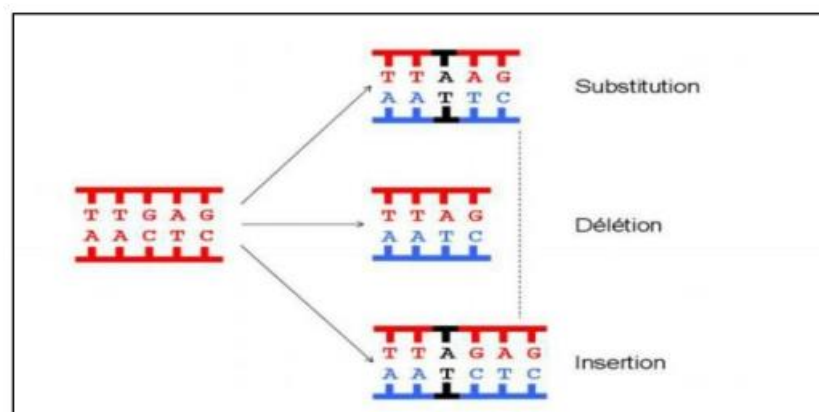 T T A A G
A A T T C
Substitution
T T G A G
A A C T C
T T A G
A A T C
Délétion
T T A G A G
A A T C T C
Insertion